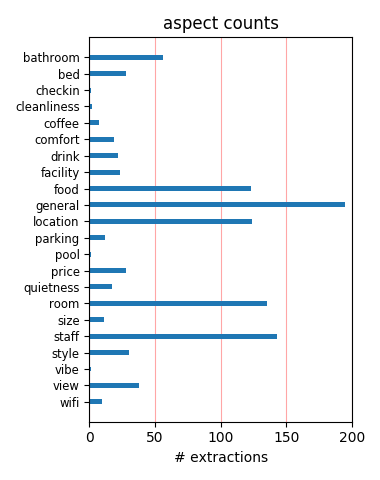 aspect counts
bathroom
bed
checkin
cleanliness
coffee
comfort
drink
facility
food
general
location
parking
pool
price
quietness
room
size
staff
style
vibe
view
wifi
0 50 100 150 200
# extractions